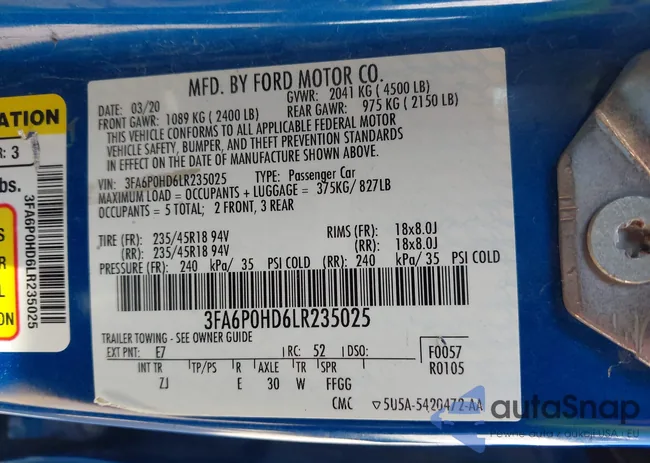 MFD. BY FORD MOTOR CO.
DATE: 03/20 GVWR: 2041 KG ( 4500 LB)
FRONT GAWR: 1089 KG ( 2400 LB) REAR GAWR: 975 KG ( 2150 LB)
THIS VEHICLE CONFORMS TO ALL APPLICABLE FEDERAL MOTOR
VEHICLE SAFETY, BUMPER, AND THEFT PREVENTION STANDARDS
IN EFFECT ON THE DATE OF MANUFACTURE SHOWN ABOVE.
VIN: 3FA6P0HD6LR235025 TYPE: Passenger Car
MAXIMUM LOAD = OCCUPANTS + LUGGAGE = 375KG/ 827LB
OCCUPANTS = 5 TOTAL; 2 FRONT, 3 REAR
TIRE (FR): 235/45R18 94V RIMS (FR): 18x8.0J
(RR): 235/45R18 94V (RR): 18x8.0J
PRESSURE (FR): 240 kPa/ 35 PSI COLD (RR): 240 kPa/ 35 PSI COLD
3FA6P0HD6LR235025
TRAILER TOWING - SEE OWNER GUIDE
EXT PNT: E7 RC: 52 DSO: F0057
INT TR TP/PS R AXLE TR SPR R0105
ZJ E 30 W FFGG
CMC ▽5U5A-5420472-AA
ATION
R: 3
bs.
S
R
L
S
3FA6P0HD6LR235025
autoSnap
Pewne auta z aukcji USA i EU